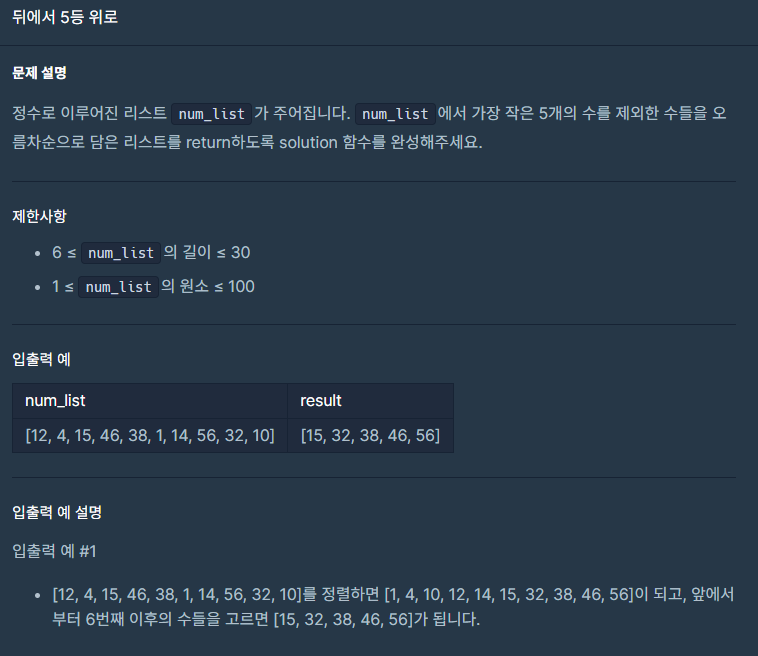 뒤에서 5등 위로
문제 설명
정수로 이루어진 리스트 num_list 가 주어집니다. num_list 에서 가장 작은 5개의 수를 제외한 수들을 오
름차순으로 담은 리스트를 return하도록 solution 함수를 완성해주세요.
제한사항
• 6 ≤ num_list 의 길이 ≤ 30
• 1 ≤ num_list 의 원소 ≤ 100
입출력 예
num_list result
[12, 4, 15, 46, 38, 1, 14, 56, 32, 10] [15, 32, 38, 46, 56]
입출력 예 설명
입출력 예 #1
• [12, 4, 15, 46, 38, 1, 14, 56, 32, 10]를 정렬하면 [1, 4, 10, 12, 14, 15, 32, 38, 46, 56]이 되고, 앞에서
부터 6번째 이후의 수들을 고르면 [15, 32, 38, 46, 56]가 됩니다.